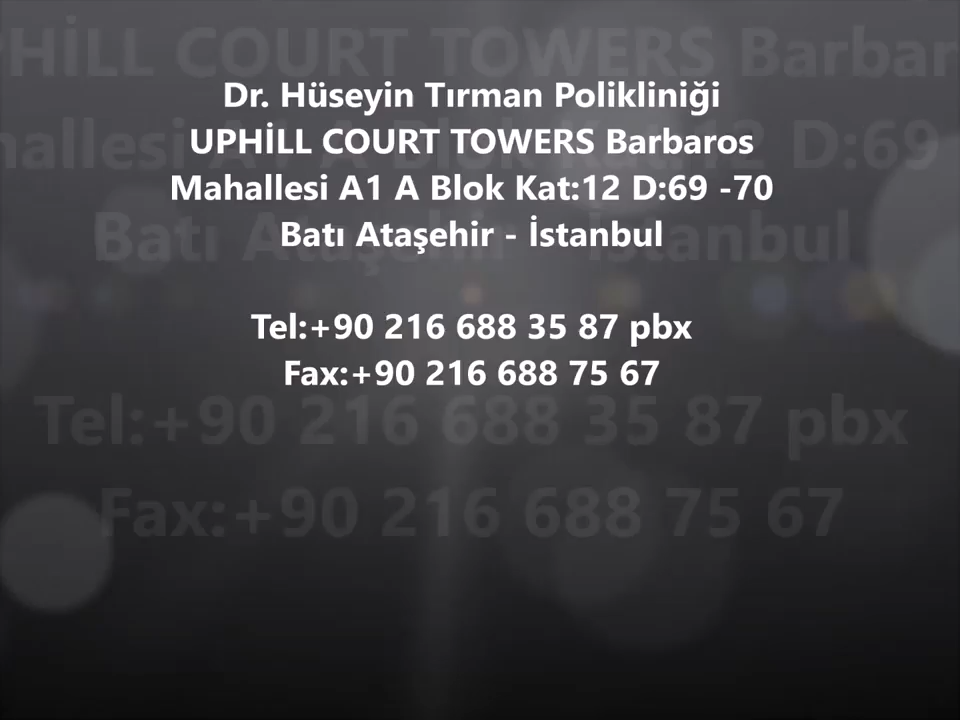 Dr. Hüseyin Tırman Polikliniği
UPHİLL COURT TOWERS Barbaros
Mahallesi A1 A Blok Kat:12 D:69 -70
Batı Ataşehir - İstanbul
Tel:+90 216 688 35 87 pbx
Fax:+90 216 688 75 67